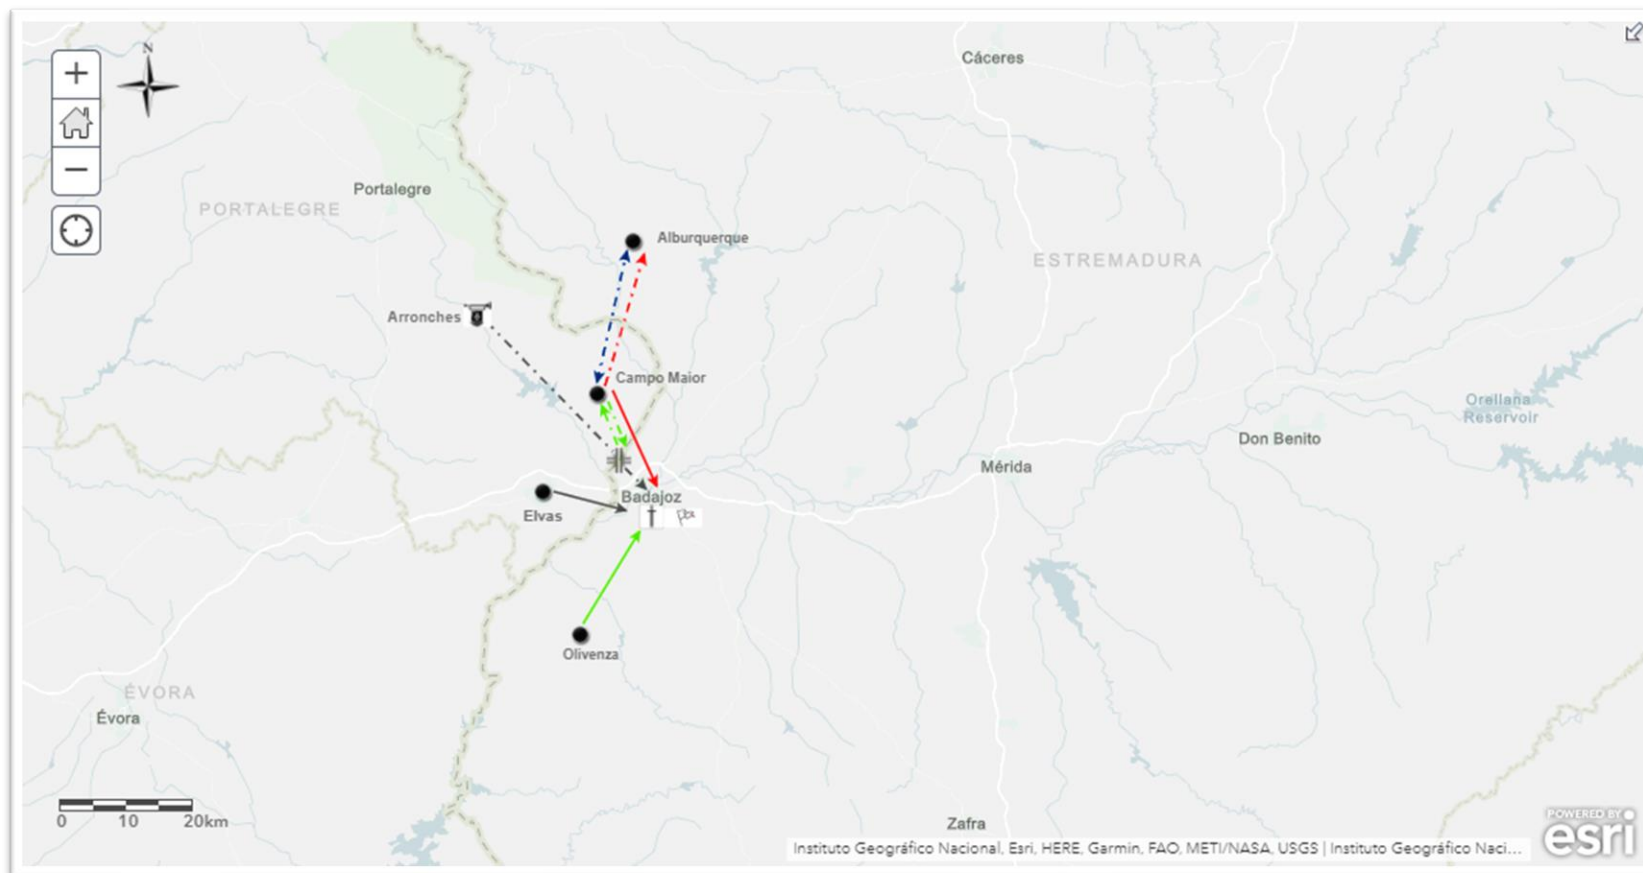 N
Cáceres
Portalegre
PORTALEGRE
Alburquerque
ESTREMADURA
Arronches
Campo Maior
Orellana
Reservoir
Don Benito
Mérida
Badajoz
Elvas
Olivenza
ÉVORA
Évora
0 10 20km
Zafra
POWERED BY
esri
Instituto Geográfico Nacional, Esri, HERE, Garmin, FAO, METI/NASA, USGS | Instituto Geográfico Naci...